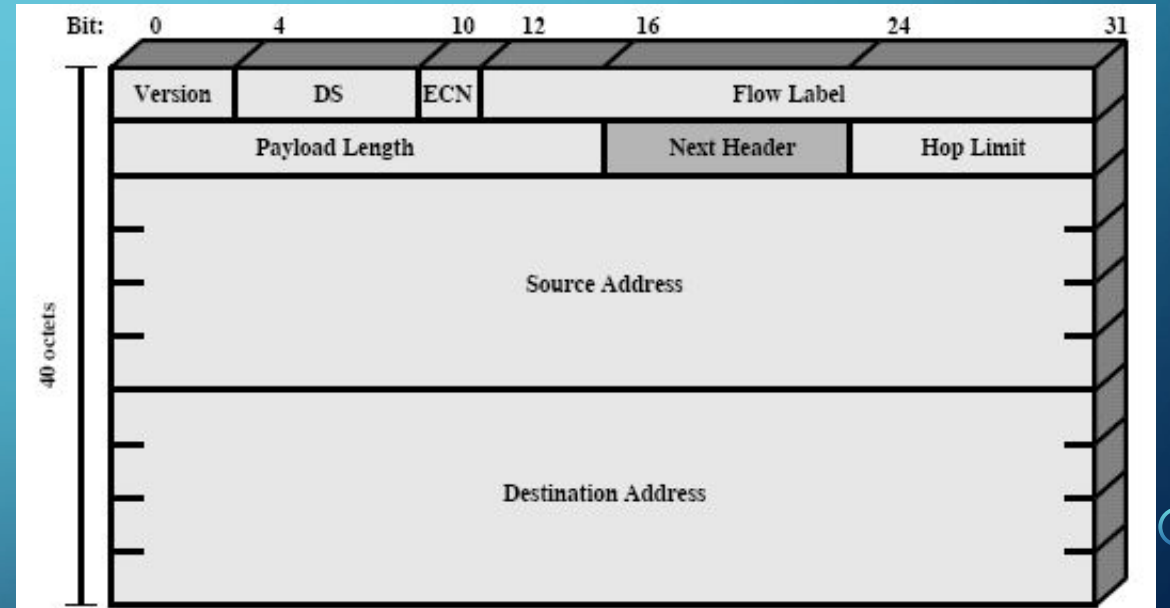 Bit: 0 4 10 12 16 24 31
Version DS ECN Flow Label
Payload Length Next Header Hop Limit
Source Address
40 octets
Destination Address